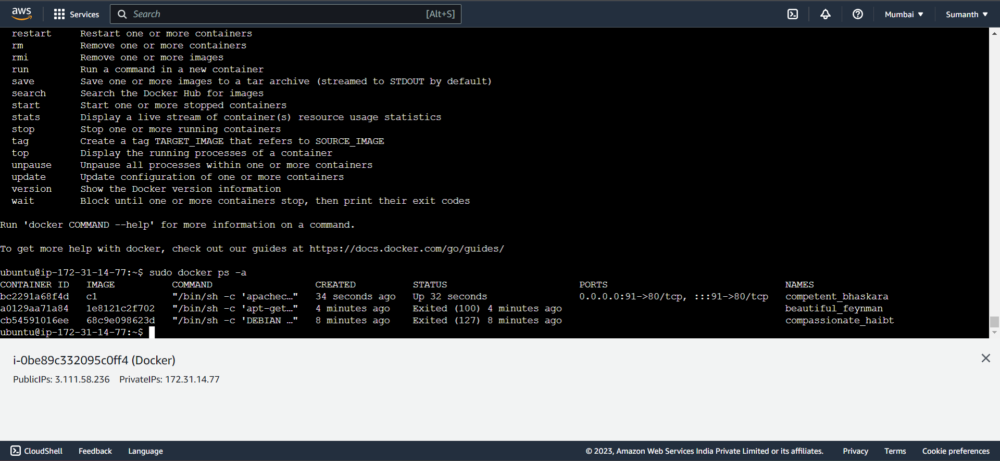 aws Services Search [Alt+S] Mumbai Sumanth
restart Restart one or more containers
rm Remove one or more containers
rmi Remove one or more images
run Run a command in a new container
save Save one or more images to a tar archive (streamed to STDOUT by default)
search Search the Docker Hub for images
start Start one or more stopped containers
stats Display a live stream of container(s) resource usage statistics
stop Stop one or more running containers
tag Create a tag TARGET_IMAGE that refers to SOURCE_IMAGE
top Display the running processes of a container
unpause Unpause all processes within one or more containers
update Update configuration of one or more containers
version Show the Docker version information
wait Block until one or more containers stop, then print their exit codes
Run 'docker COMMAND --help' for more information on a command.
To get more help with docker, check out our guides at https://docs.docker.com/go/guides/
ubuntu@ip-172-31-14-77:~$ sudo docker ps -a
CONTAINER ID IMAGE COMMAND CREATED STATUS PORTS NAMES
bc2291a68f4d c1 "/bin/sh -c 'apachec…" 34 seconds ago Up 32 seconds 0.0.0.0:91->80/tcp, :::91->80/tcp competent_bhaskara
a0129aa71a84 1e8121c2f702 "/bin/sh -c 'apt-get…" 4 minutes ago Exited (100) 4 minutes ago beautiful_feynman
cb54591016ee 68c9e098623d "/bin/sh -c 'DEBIAN …" 8 minutes ago Exited (127) 8 minutes ago compassionate_haibt
ubuntu@ip-172-31-14-77:~$
i-0be89c332095c0ff4 (Docker)
PublicIPs: 3.111.58.236 PrivateIPs: 172.31.14.77
CloudShell Feedback Language © 2023, Amazon Web Services India Private Limited or its affiliates. Privacy Terms Cookie preferences